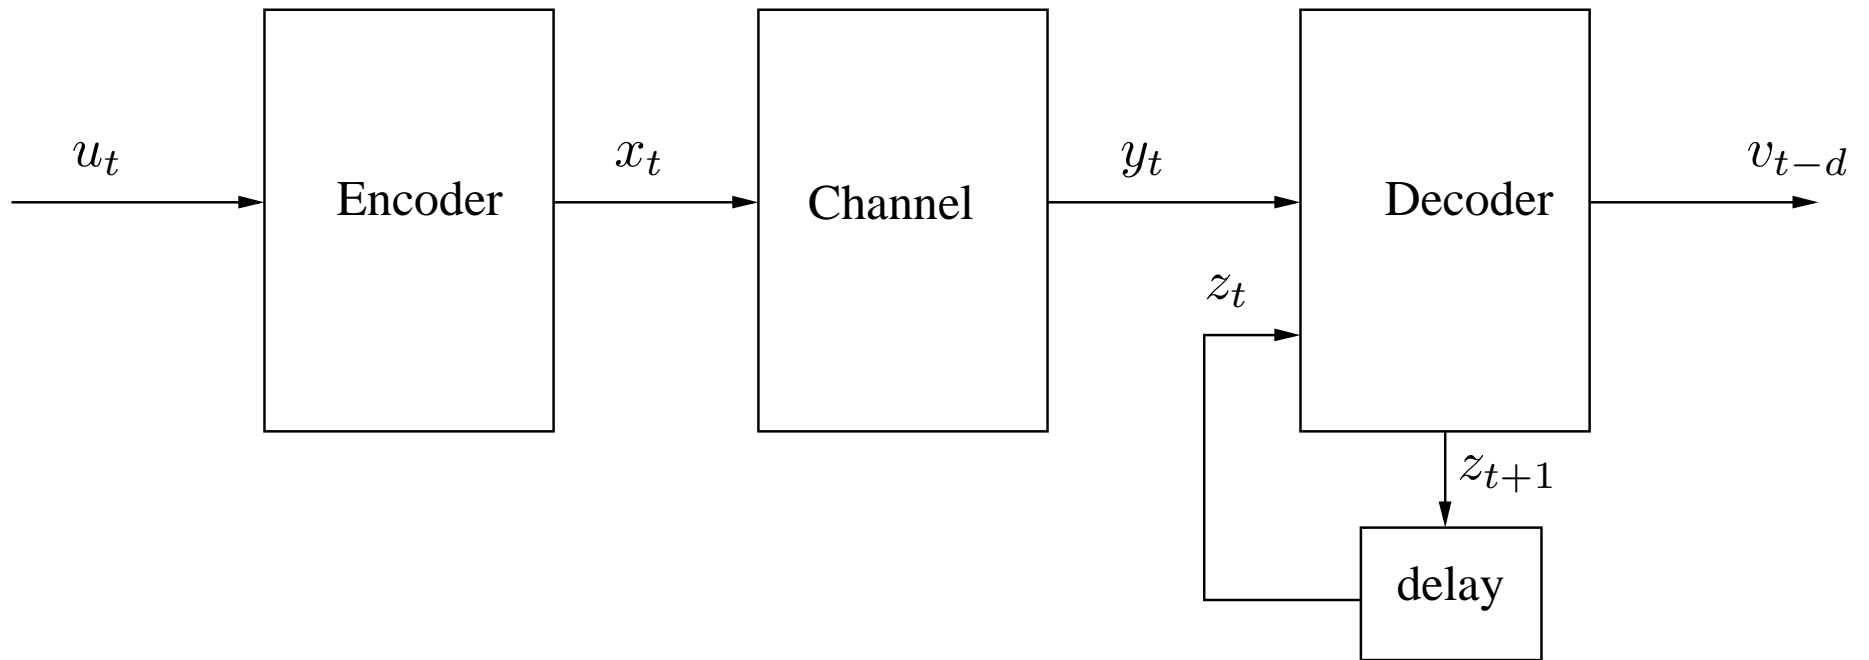 u_t
x_t
y_t
v_{t-d}
Encoder
Channel
Decoder
z_t
z_{t+1}
delay